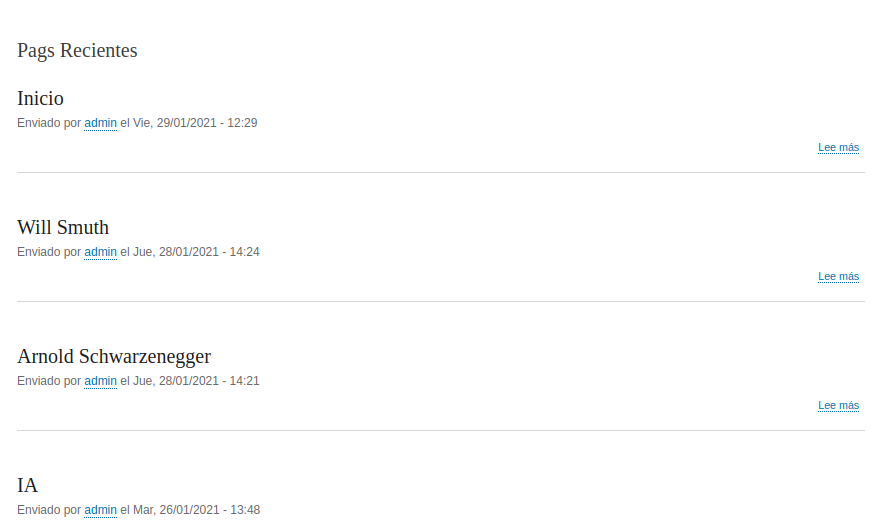 Pags Recientes
Inicio
Enviado por admin el Vie, 29/01/2021 - 12:29
Lee más
Will Smuth
Enviado por admin el Jue, 28/01/2021 - 14:24
Lee más
Arnold Schwarzenegger
Enviado por admin el Jue, 28/01/2021 - 14:21
Lee más
IA
Enviado por admin el Mar, 26/01/2021 - 13:48